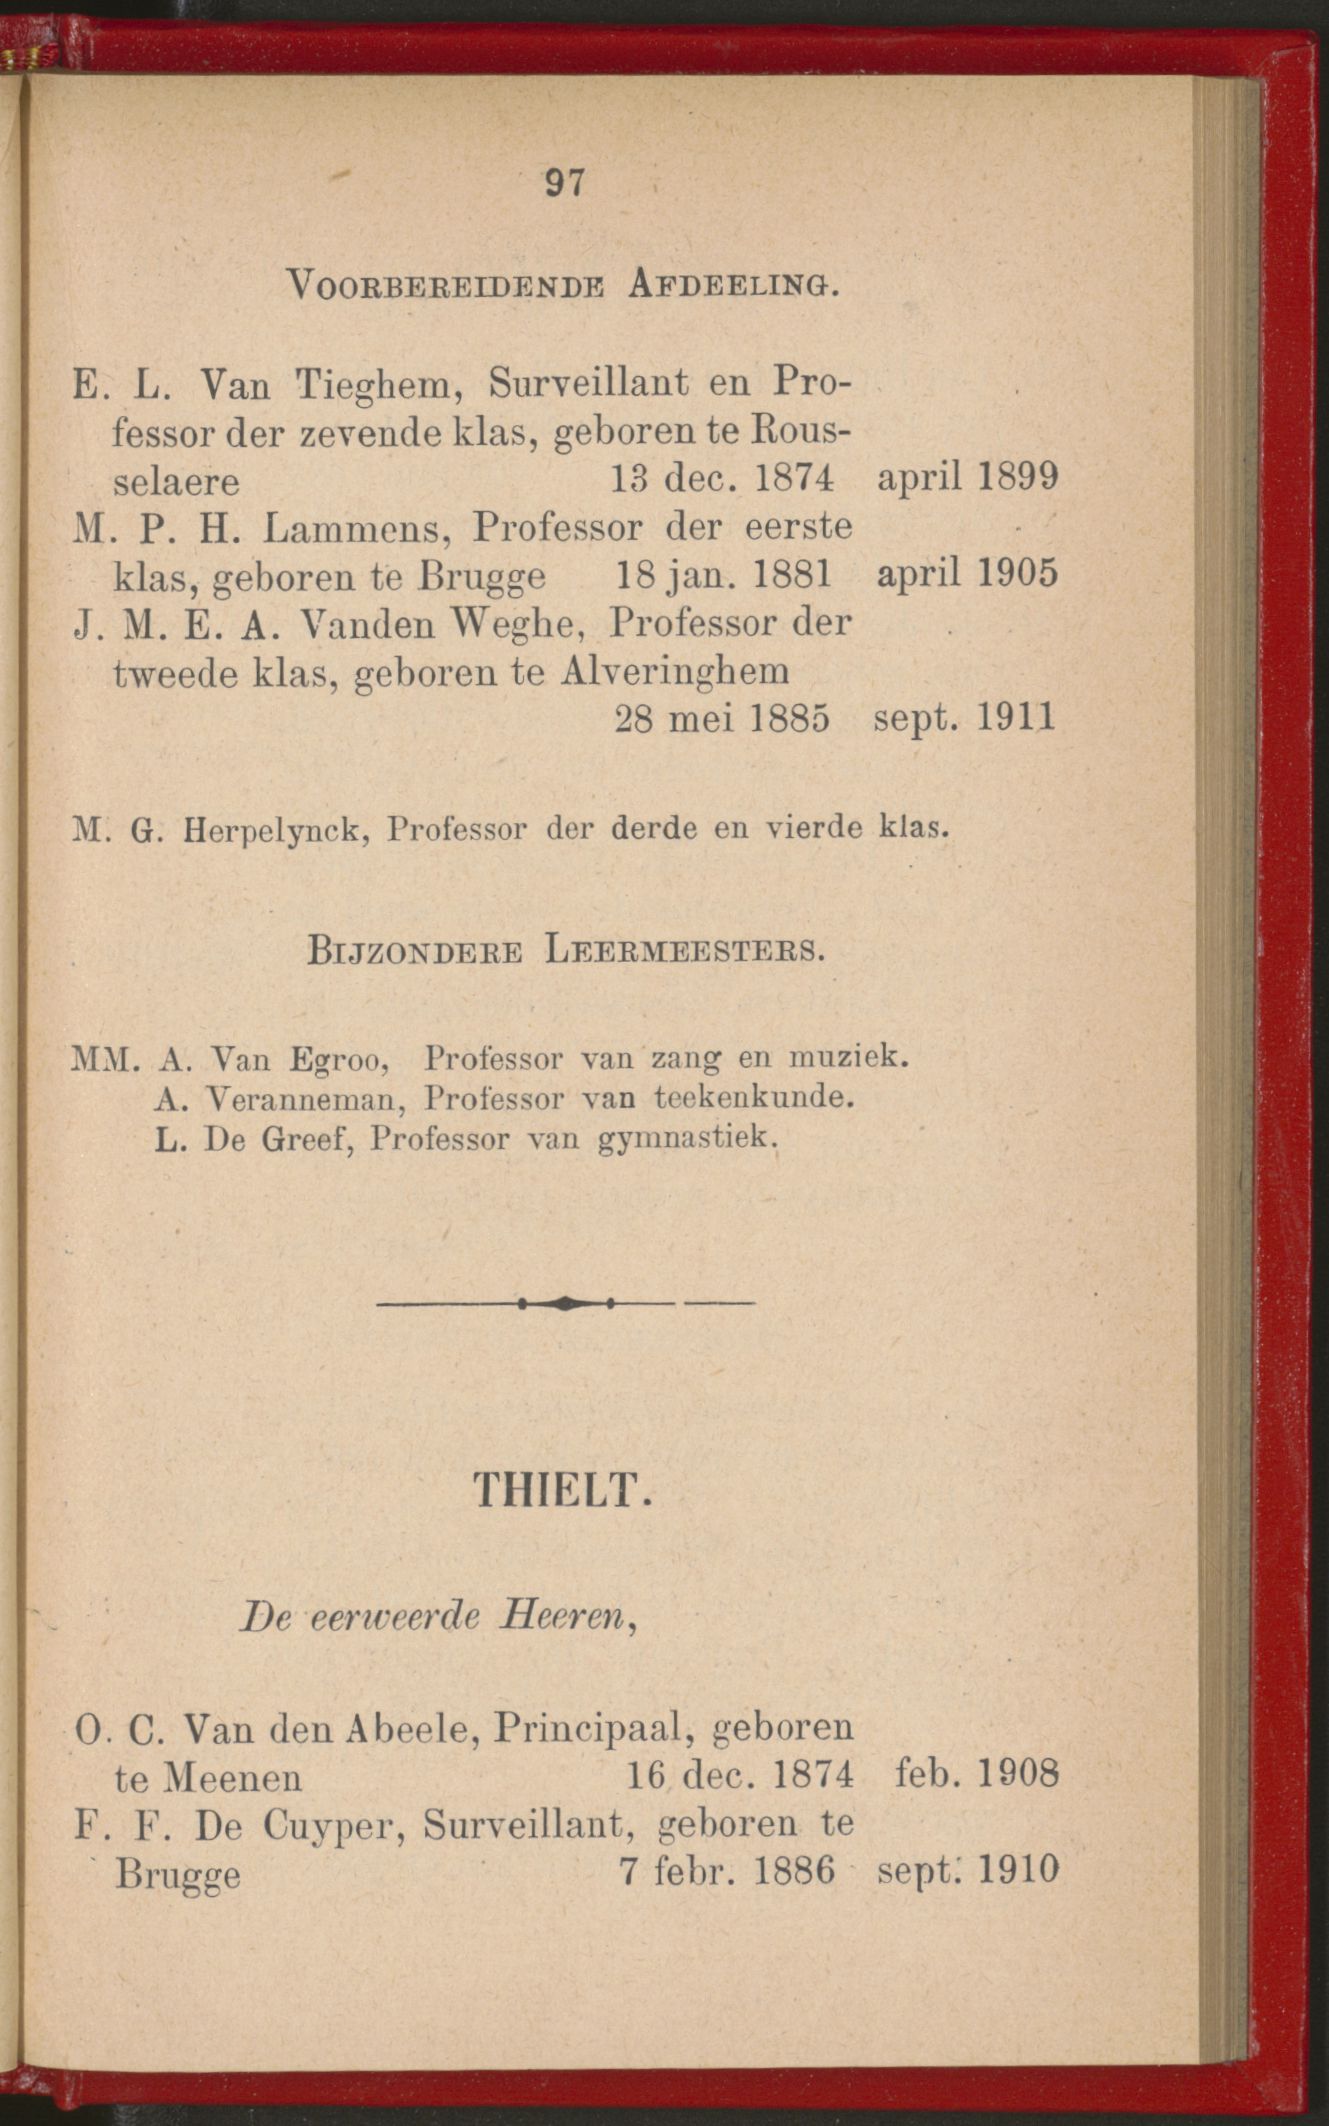 97
VOORBEREIDENDE AFDEELING.
E. L. Van Tieghem, Surveillant en Pro-
fessor der zevende klas, geboren te Rous-
selaere 13 dec. 1874 april 1899
M. P. H. Lammens, Professor der eerste
klas, geboren te Brugge 18 jan. 1881 april 1905
J. M. E. A. Vanden Weghe, Professor der
tweede klas, geboren te Alveringhem
28 mei 1885 sept. 1911
M. G. Herpelynck, Professor der derde en vierde klas.
BIJZONDERE LEERMEESTERS.
MM. A. Van Egroo, Professor van zang en muziek.
A. Veranneman, Professor van teekenkunde.
L. De Greef, Professor van gymnastiek.
THIELT.
De eerweerde Heeren,
O. C. Van den Abeele, Principaal, geboren
te Meenen 16 dec. 1874 feb. 1908
F. F. De Cuyper, Surveillant, geboren te
Brugge 7 febr. 1886 sept. 1910